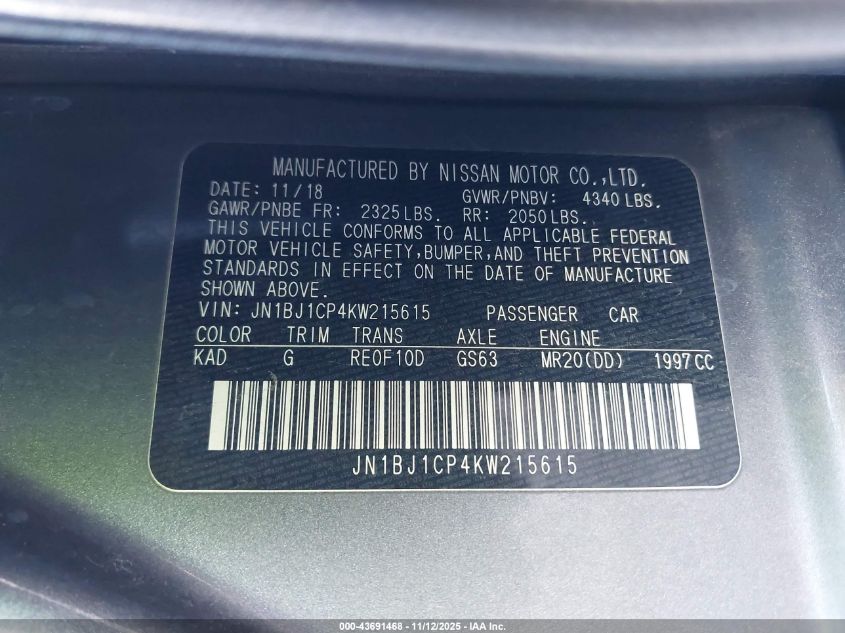 MANUFACTURED BY NISSAN MOTOR CO.,LTD.
DATE: 11/18 GVWR/PNBV: 4340 LBS.
GAWR/PNBE FR: 2325LBS. RR: 2050LBS.
THIS VEHICLE CONFORMS TO ALL APPLICABLE FEDERAL
MOTOR VEHICLE SAFETY,BUMPER,AND THEFT PREVENTION
STANDARDS IN EFFECT ON THE DATE OF MANUFACTURE
SHOWN ABOVE.
VIN: JN1BJ1CP4KW215615 PASSENGER CAR
COLOR TRIM TRANS AXLE ENGINE
KAD G RE0F10D GS63 MR20(DD) 1997CC
JN1BJ1CP4KW215615
000-43691468 - 11/12/2025 - IAA Inc.